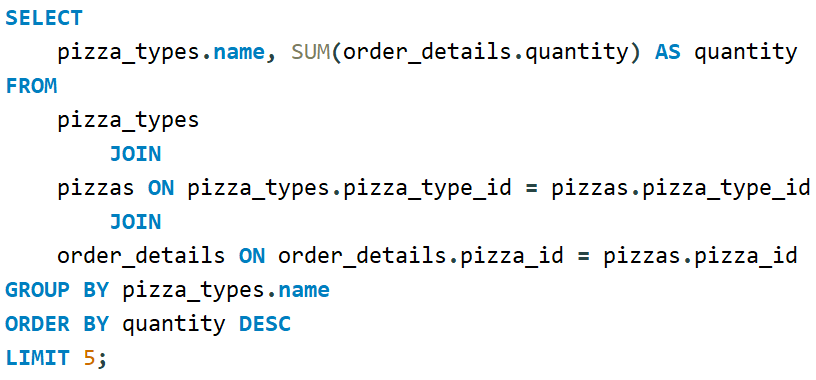 SELECT
    pizza_types.name, SUM(order_details.quantity) AS quantity
FROM
    pizza_types
        JOIN
    pizzas ON pizza_types.pizza_type_id = pizzas.pizza_type_id
        JOIN
    order_details ON order_details.pizza_id = pizzas.pizza_id
GROUP BY pizza_types.name
ORDER BY quantity DESC
LIMIT 5;